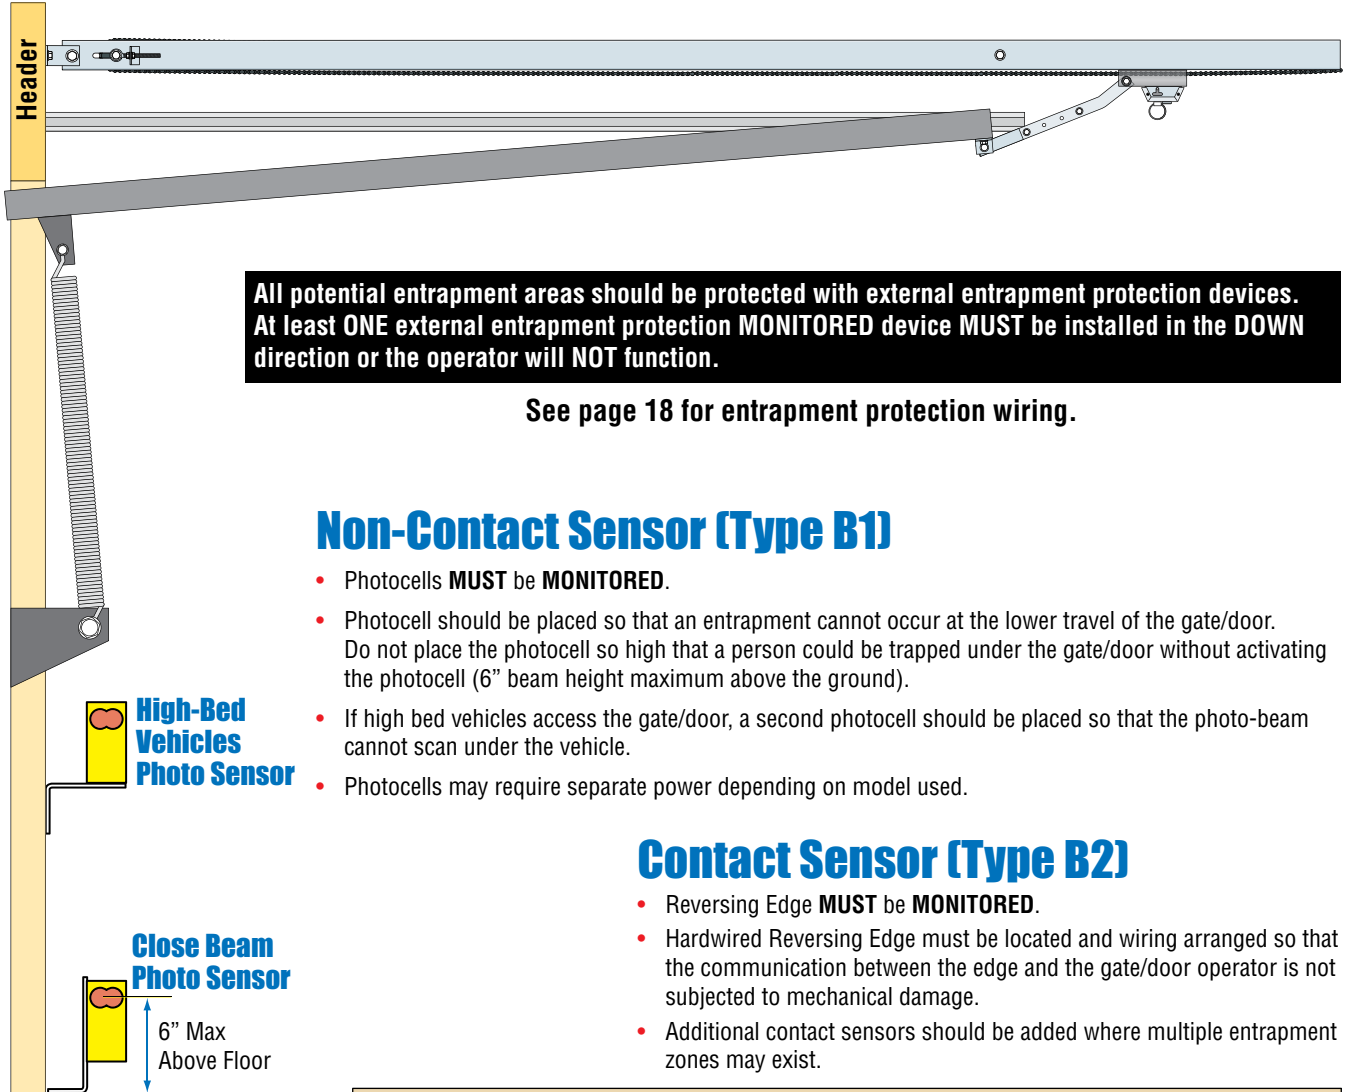 Header
All potential entrapment areas should be protected with external entrapment protection devices.
At least ONE external entrapment protection MONITORED device MUST be installed in the DOWN
direction or the operator will NOT function.
See page 18 for entrapment protection wiring.
Non-Contact Sensor (Type B1)
• Photocells MUST be MONITORED.
• Photocell should be placed so that an entrapment cannot occur at the lower travel of the gate/door.
Do not place the photocell so high that a person could be trapped under the gate/door without activating
the photocell (6” beam height maximum above the ground).
• If high bed vehicles access the gate/door, a second photocell should be placed so that the photo-beam
cannot scan under the vehicle.
• Photocells may require separate power depending on model used.
High-Bed
Vehicles
Photo Sensor
Contact Sensor (Type B2)
• Reversing Edge MUST be MONITORED.
• Hardwired Reversing Edge must be located and wiring arranged so that
the communication between the edge and the gate/door operator is not
subjected to mechanical damage.
• Additional contact sensors should be added where multiple entrapment
zones may exist.
Close Beam
Photo Sensor
6” Max
Above Floor